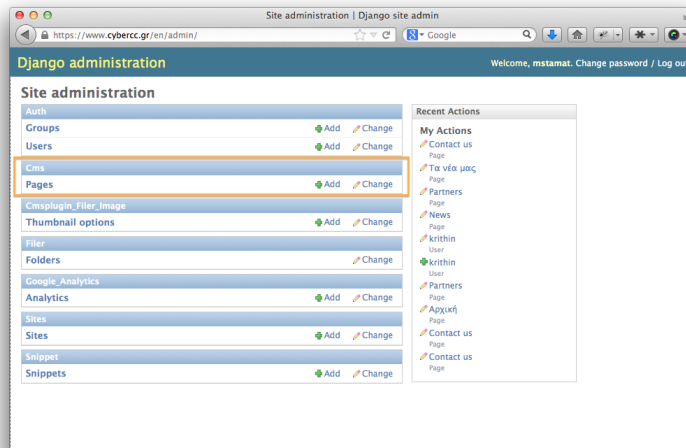 Site administration | Django site admin
https://www.cybercc.gr/en/admin/
Google
Django administration
Welcome, mstamat. Change password / Log out
Site administration
Auth
Groups Add Change
Users Add Change
Cms
Pages Add Change
Cmsplugin_Filer_Image
Thumbnail options Add Change
Filer
Folders Change
Google_Analytics
Analytics Add Change
Sites
Sites Add Change
Snippet
Snippets Add Change
Recent Actions
My Actions
Contact us
Page
Τα νέα μας
Page
Partners
Page
News
Page
krithin
User
krithin
User
Partners
Page
Αρχική
Page
Contact us
Page
Contact us
Page